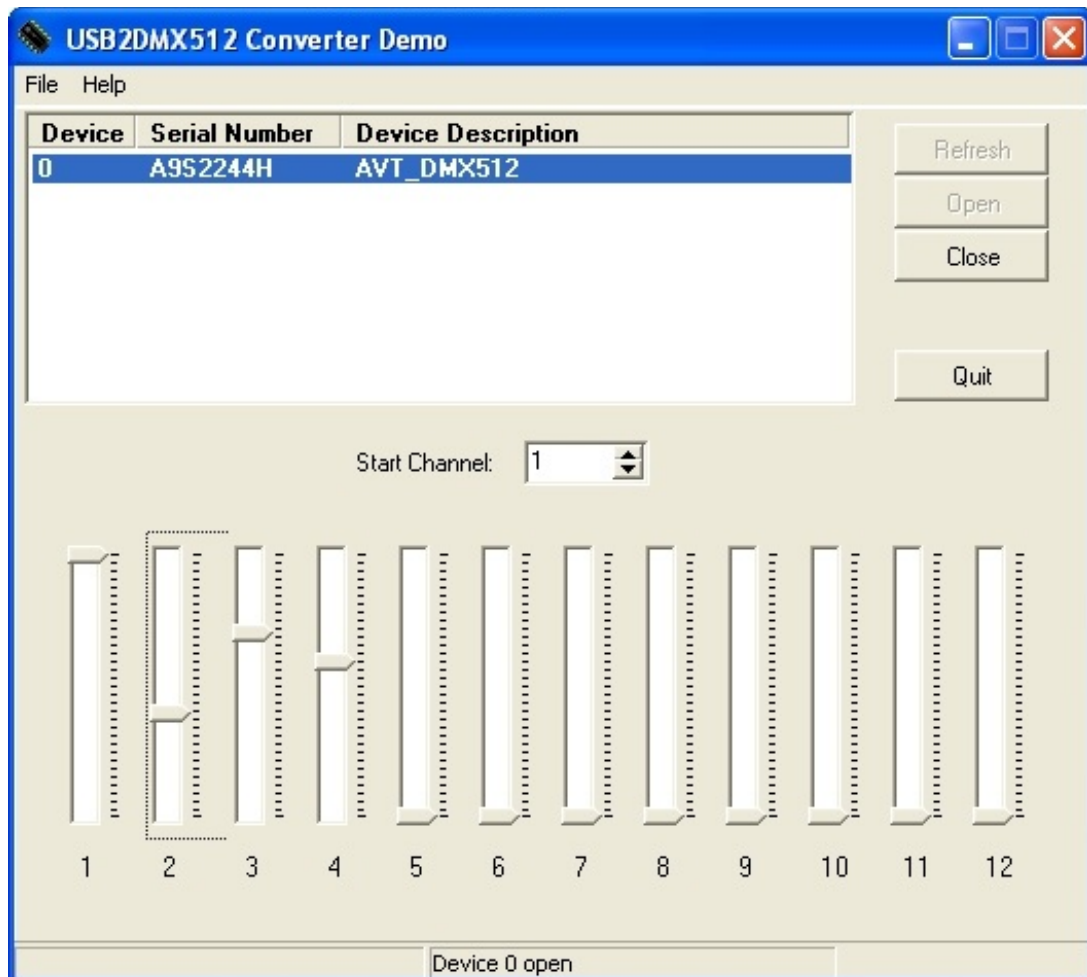 USB2DMX512 Converter Demo
File Help
Device Serial Number Device Description
0 A9S2244H AVT_DMX512
Refresh
Open
Close
Quit
Start Channel: 1
1 2 3 4 5 6 7 8 9 10 11 12
Device 0 open